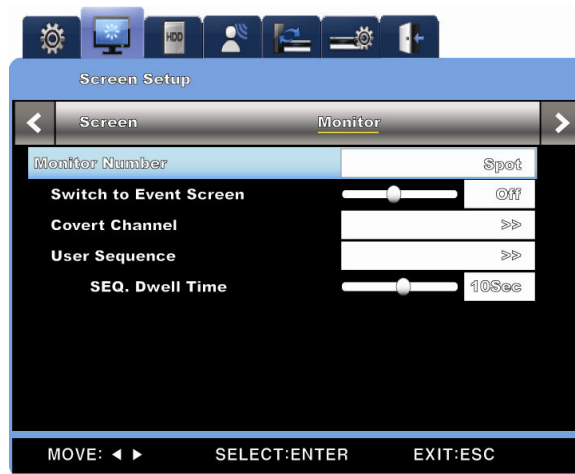 HDD
Screen Setup
Screen Monitor
Monitor Number Spot
Switch to Event Screen Off
Covert Channel >>
User Sequence >>
SEQ. Dwell Time 10Sec
MOVE: ◄ ► SELECT:ENTER EXIT:ESC